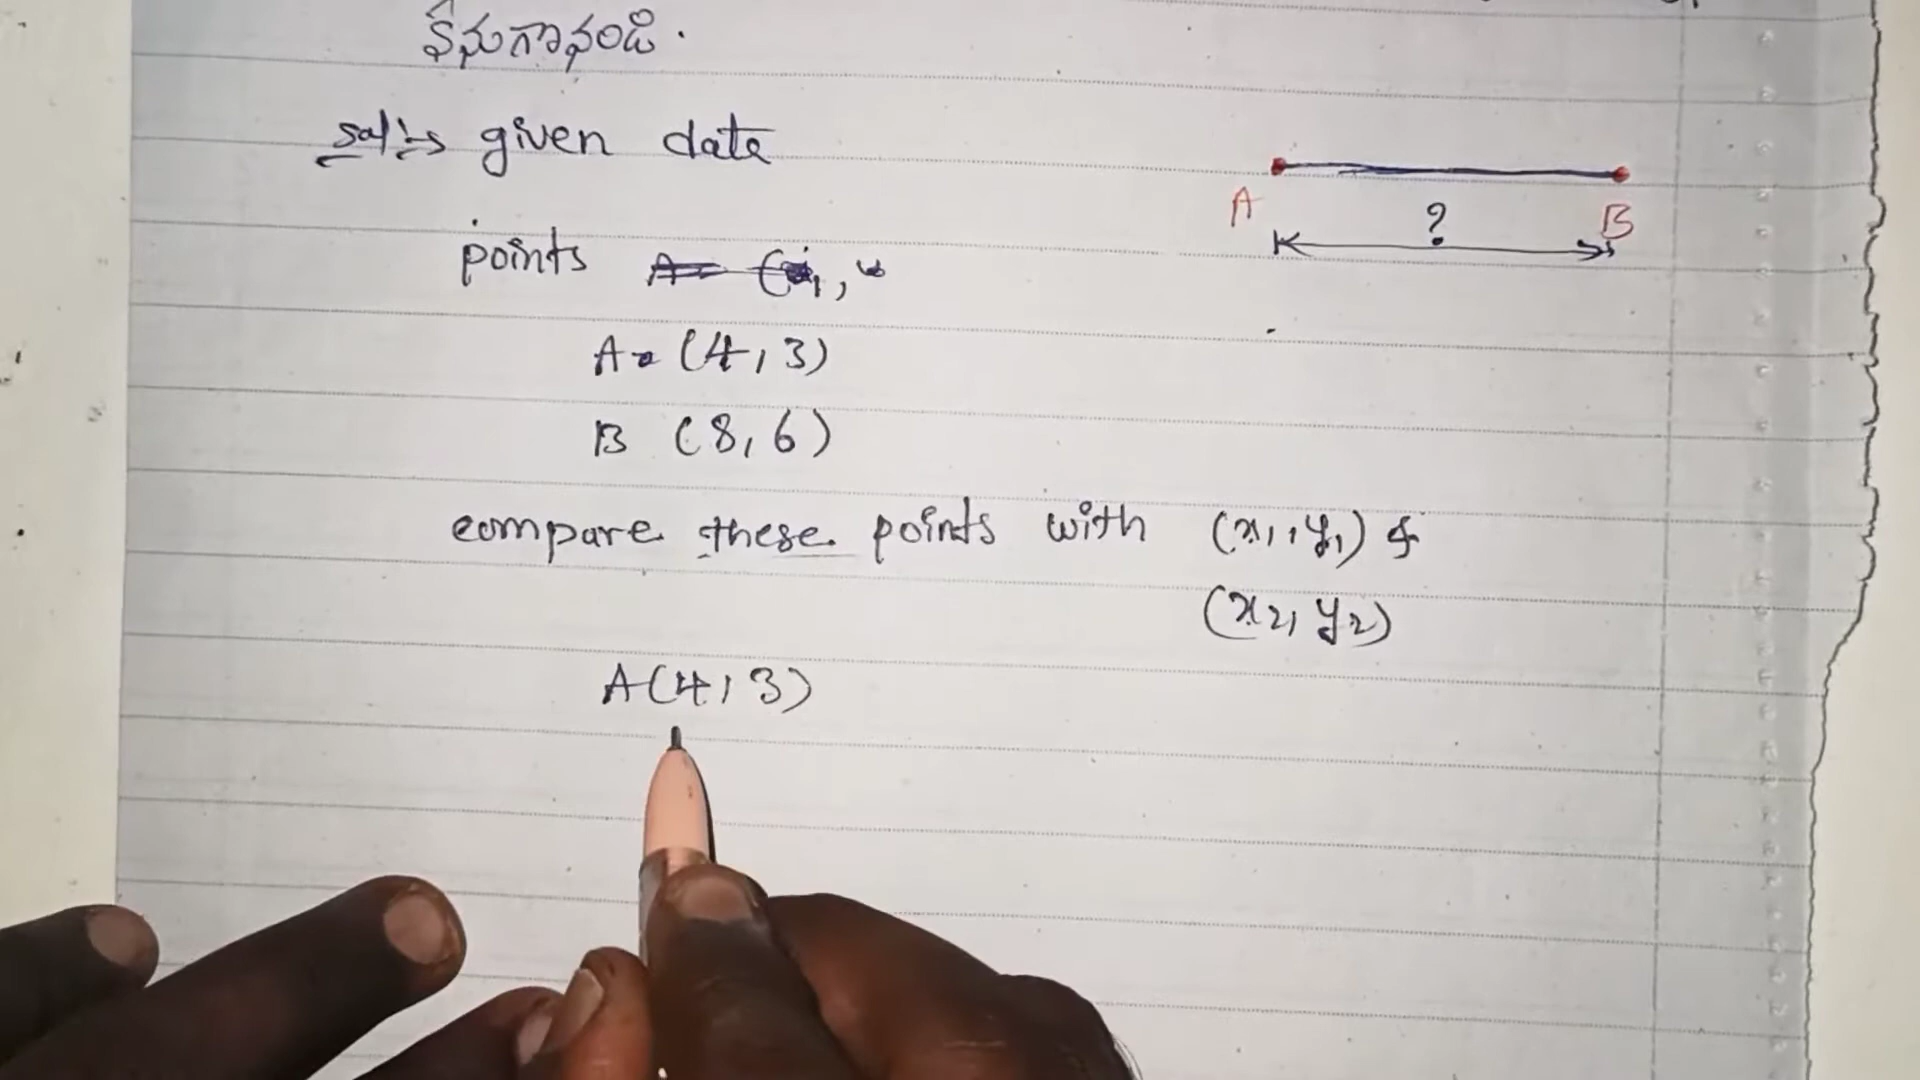 కనుగొనండి.
Sol:- given date
points A= (4,
A= (4,3)
B (8,6)
A ? B
compare these points with (x1,y1) &
(x2,y2)
A(4,3)